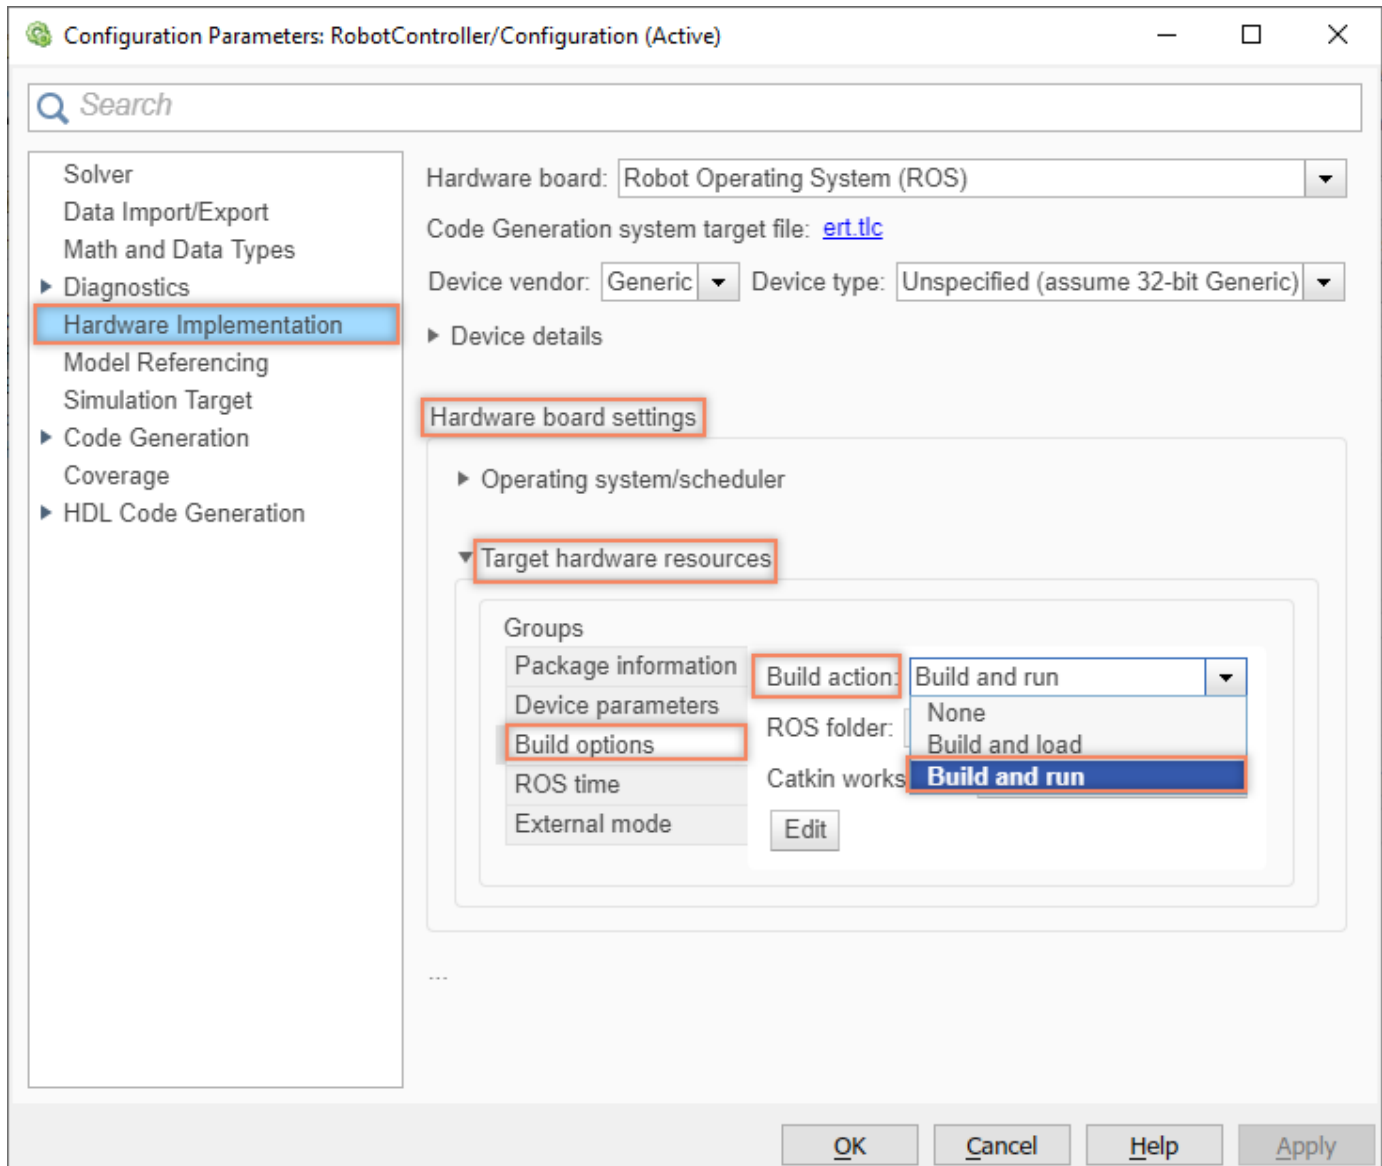 Configuration Parameters: RobotController/Configuration (Active)
Search
Solver
Data Import/Export
Math and Data Types
Diagnostics
Hardware Implementation
Model Referencing
Simulation Target
Code Generation
Coverage
HDL Code Generation
Hardware board: Robot Operating System (ROS)
Code Generation system target file: ert.tlc
Device vendor: Generic Device type: Unspecified (assume 32-bit Generic)
Device details
Hardware board settings
Operating system/scheduler
Target hardware resources
Groups
Package information
Device parameters
Build options
ROS time
External mode
Build action: Build and run
None
Build and load
Build and run
ROS folder:
Catkin works
Edit
...
OK Cancel Help Apply